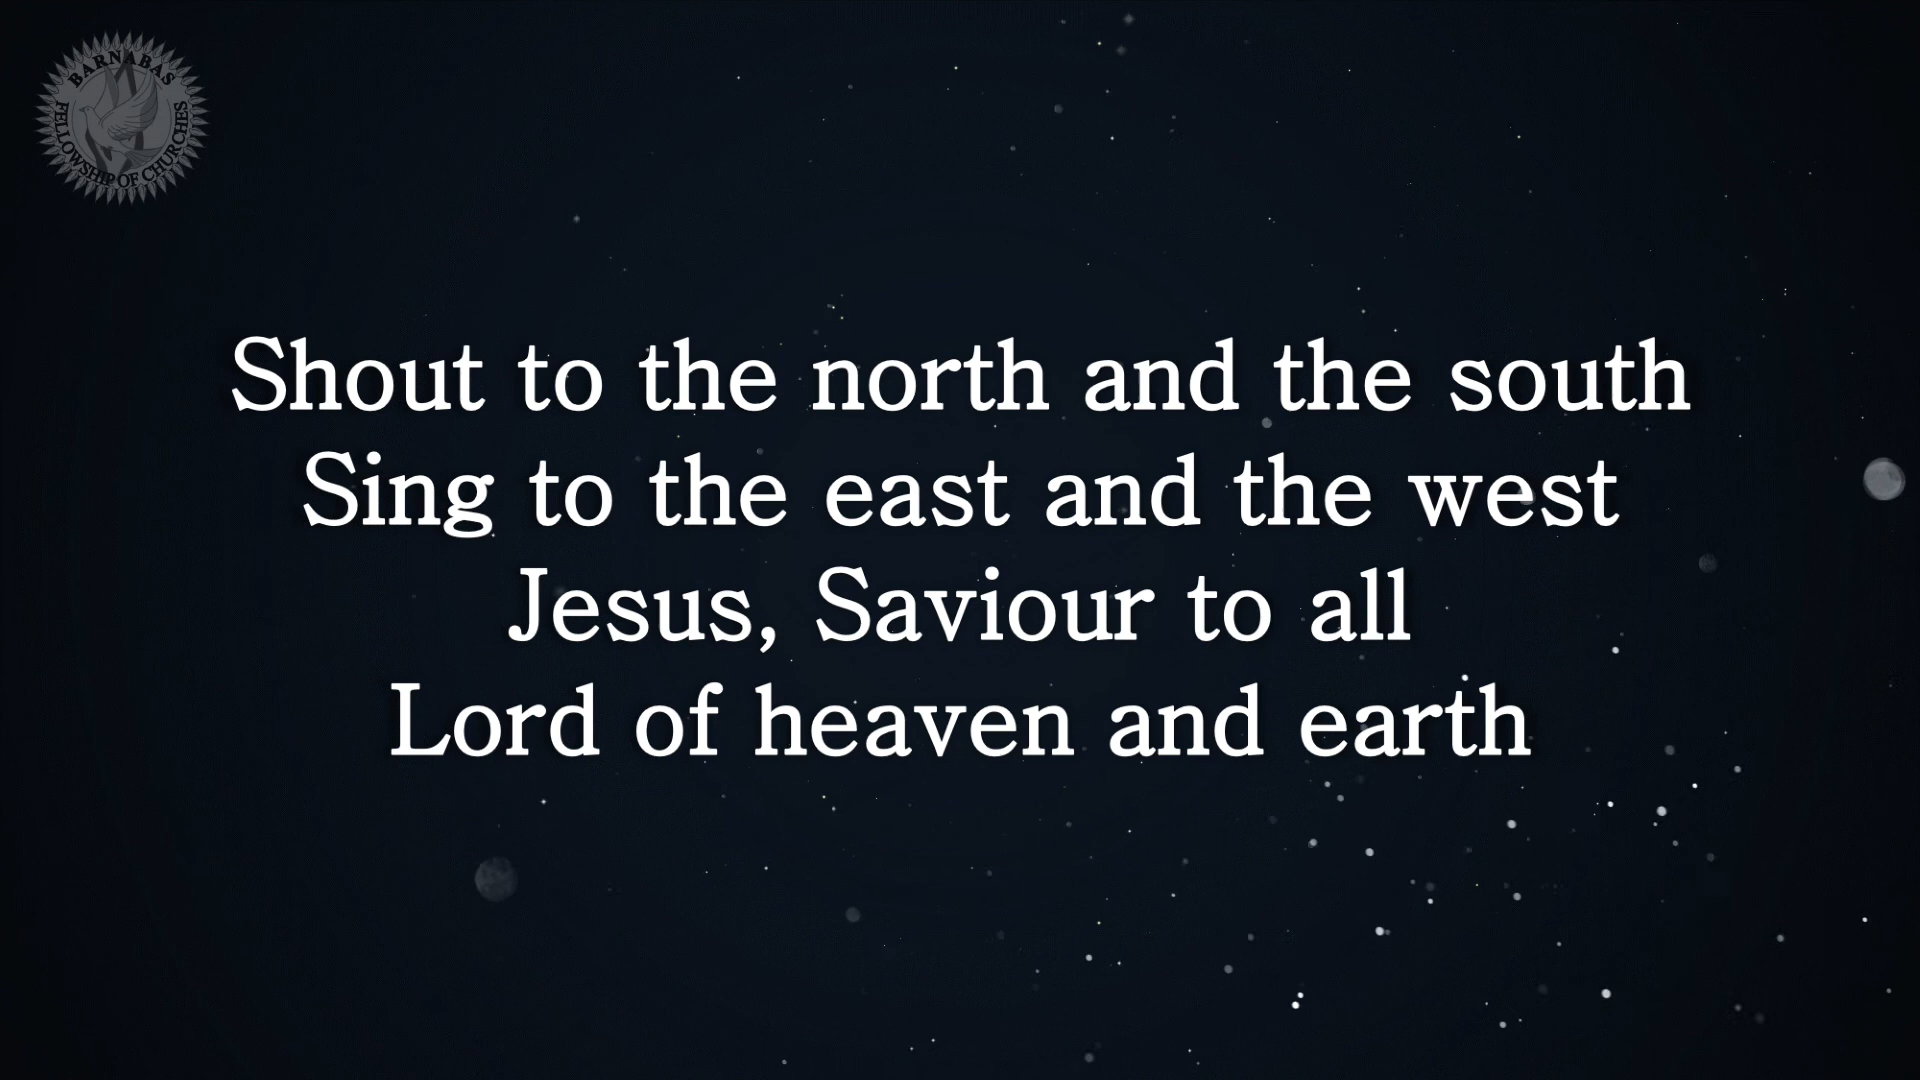 BARNABAS
FELLOWSHIP OF CHURCHES
Shout to the north and the south
Sing to the east and the west
Jesus, Saviour to all
Lord of heaven and earth